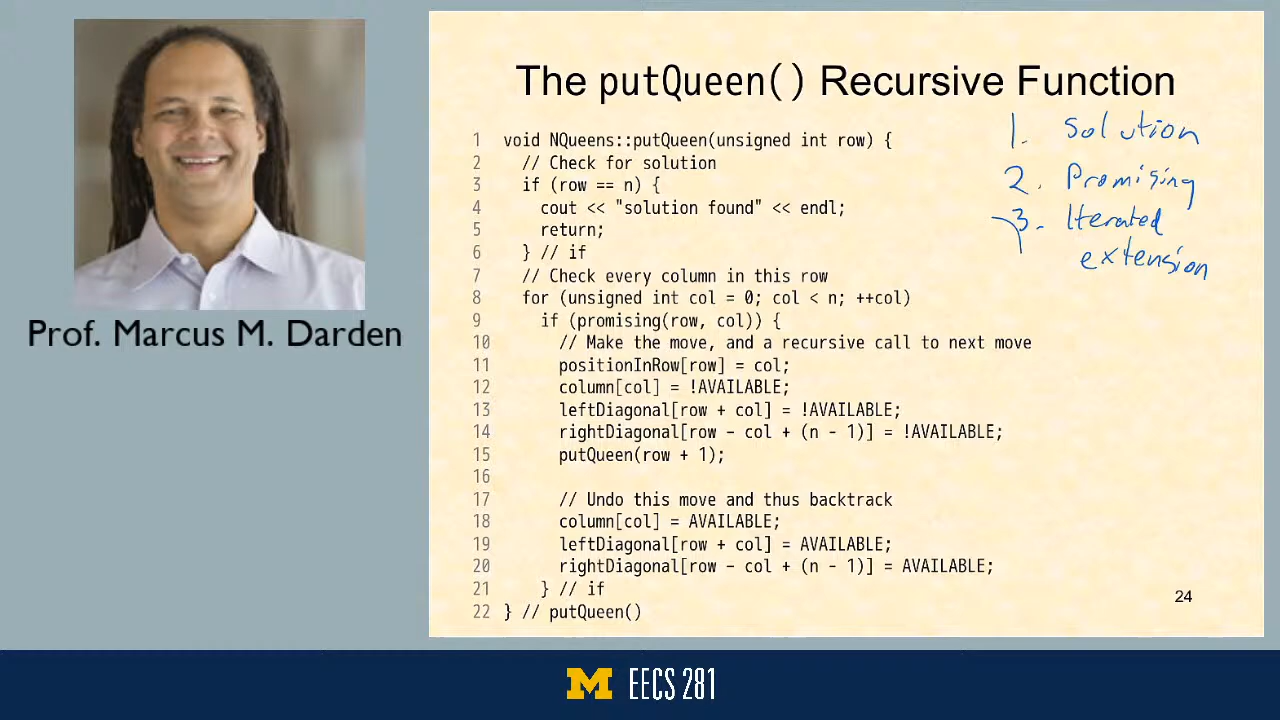 The putQueen() Recursive Function
1. Solution
2. Promising
3. Iterated
extension
1 void NQueens::putQueen(unsigned int row) {
2 // Check for solution
3 if (row == n) {
4 cout << "solution found" << endl;
5 return;
6 } // if
7 // Check every column in this row
8 for (unsigned int col = 0; col < n; ++col)
9 if (promising(row, col)) {
10 // Make the move, and a recursive call to next move
11 positionInRow[row] = col;
12 column[col] = !AVAILABLE;
13 leftDiagonal[row + col] = !AVAILABLE;
14 rightDiagonal[row - col + (n - 1)] = !AVAILABLE;
15 putQueen(row + 1);
16
17 // Undo this move and thus backtrack
18 column[col] = AVAILABLE;
19 leftDiagonal[row + col] = AVAILABLE;
20 rightDiagonal[row - col + (n - 1)] = AVAILABLE;
21 } // if
22 } // putQueen()
24
Prof. Marcus M. Darden
M EECS 281